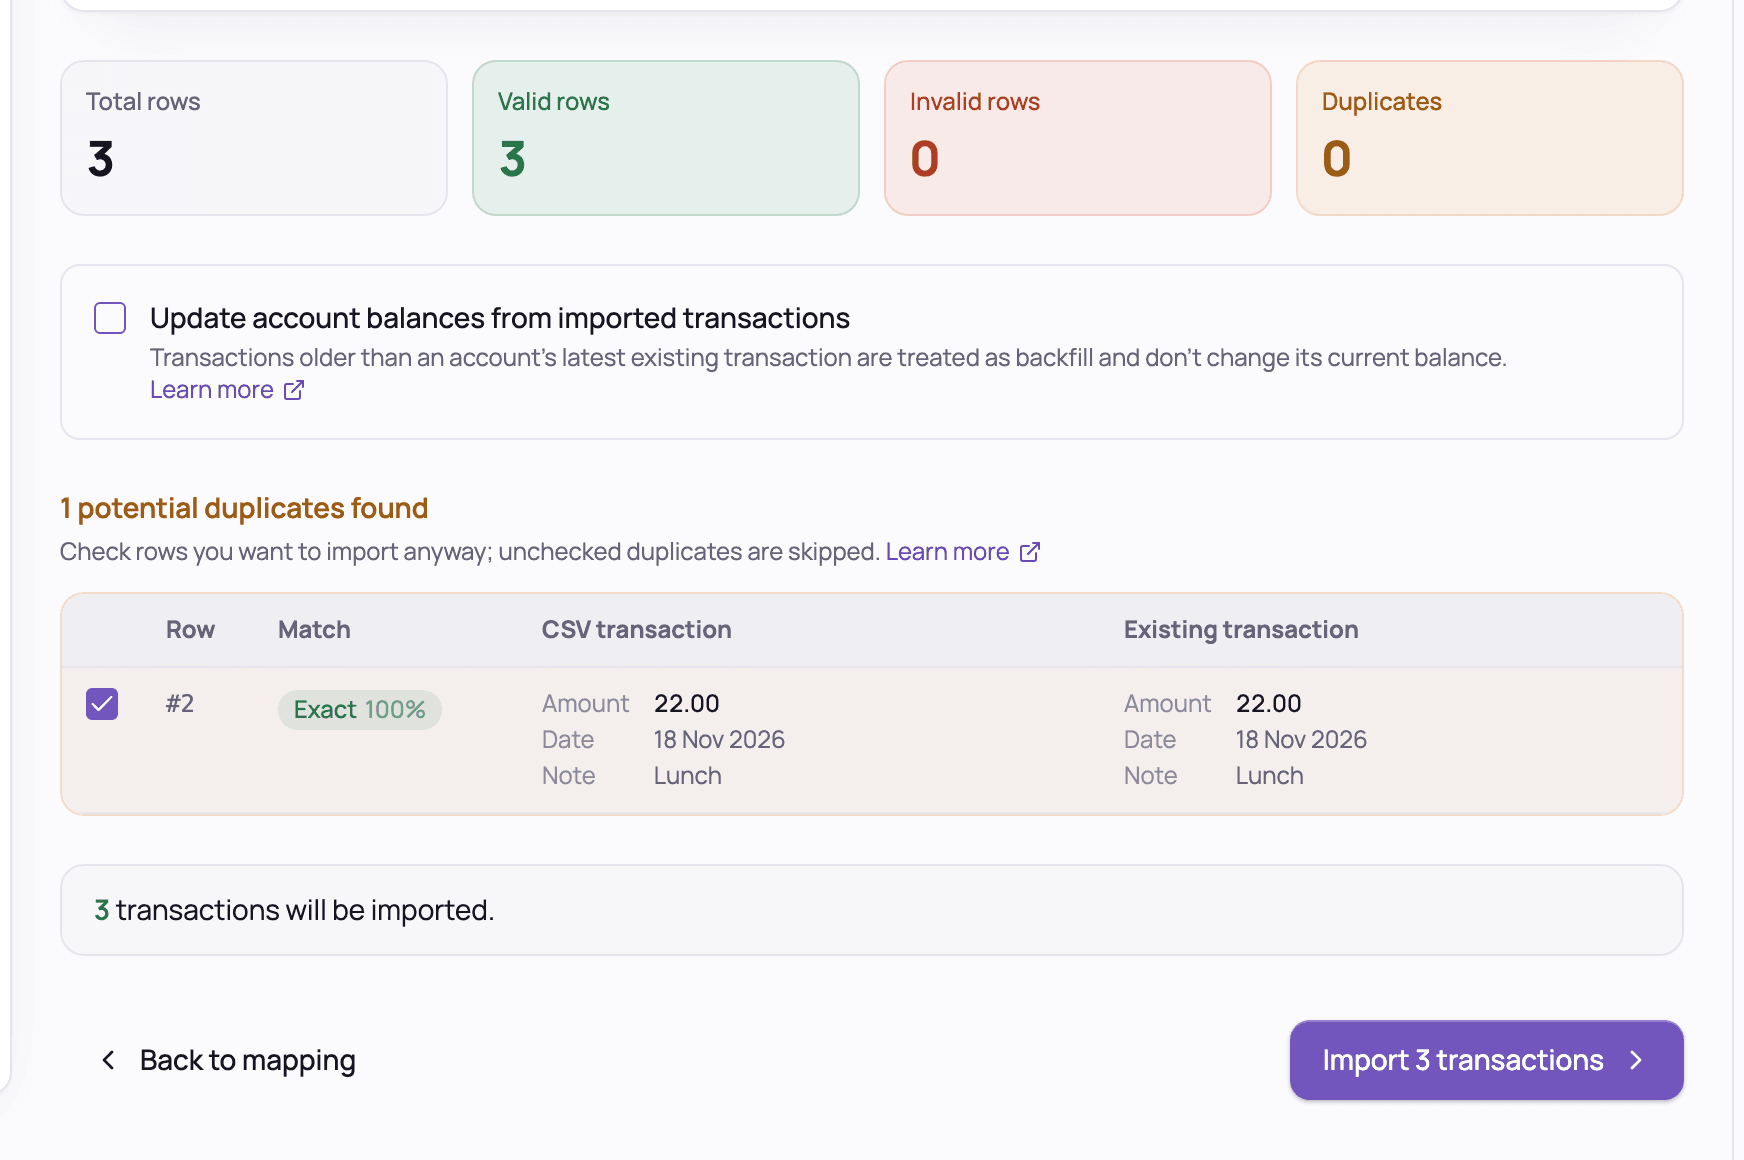 Total rows
3
Valid rows
3
Invalid rows
0
Duplicates
0
Update account balances from imported transactions
Transactions older than an account's latest existing transaction are treated as backfill and don't change its current balance.
Learn more
1 potential duplicates found
Check rows you want to import anyway; unchecked duplicates are skipped. Learn more
Row Match CSV transaction Existing transaction
#2 Exact 100% Amount 22.00 Amount 22.00
Date 18 Nov 2026 Date 18 Nov 2026
Note Lunch Note Lunch
3 transactions will be imported.
Back to mapping
Import 3 transactions